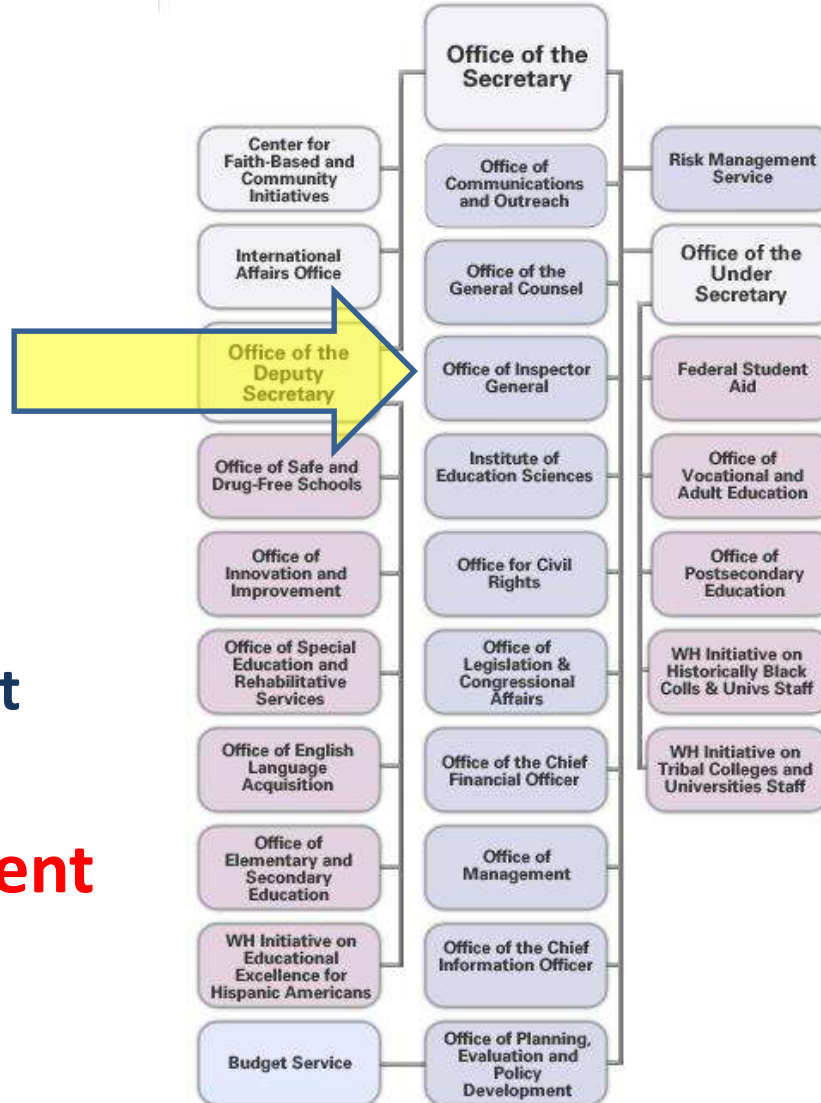 Office of the
Secretary
Center for
Faith-Based and
Community
Initiatives
Office of
Communications
and Outreach
Risk Management
Service
International
Affairs Office
Office of the
General Counsel
Office of the
Under
Secretary
Office of the
Deputy
Secretary
Office of Inspector
General
Federal Student
Aid
Office of Safe and
Drug-Free Schools
Institute of
Education Sciences
Office of
Vocational and
Adult Education
Office of
Innovation and
Improvement
Office for Civil
Rights
Office of
Postsecondary
Education
Office of Special
Education and
Rehabilitative
Services
Office of
Legislation &
Congressional
Affairs
WH Initiative on
Historically Black
Colls & Univs Staff
t
Office of English
Language
Acquisition
Office of the Chief
Financial Officer
WH Initiative on
Tribal Colleges and
Universities Staff
ent
Office of
Elementary and
Secondary
Education
Office of
Management
WH Initiative on
Educational
Excellence for
Hispanic Americans
Office of the Chief
Information Officer
Budget Service
Office of Planning,
Evaluation and
Policy
Development